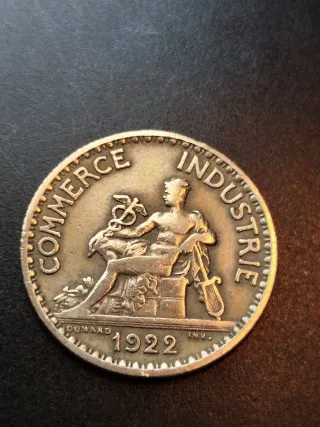 COMMERCE INDUSTRIE
DOMARD INV.
1922